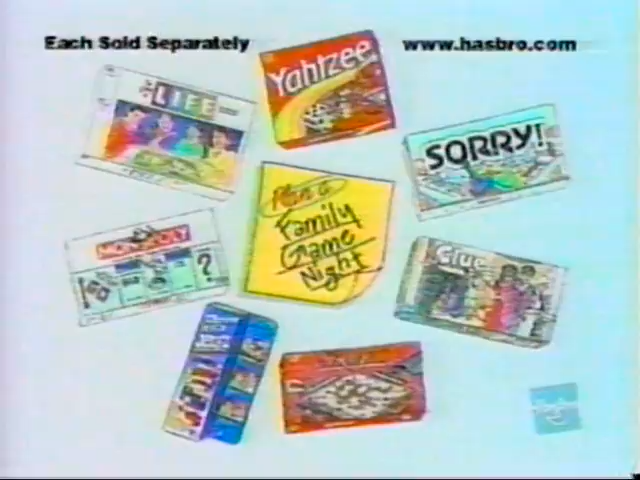 Each Sold Separately
www.hasbro.com
Yahtzee
LIFE
SORRY!
Plan a
Family
Game
Night
MONOPOLY
?
Clue